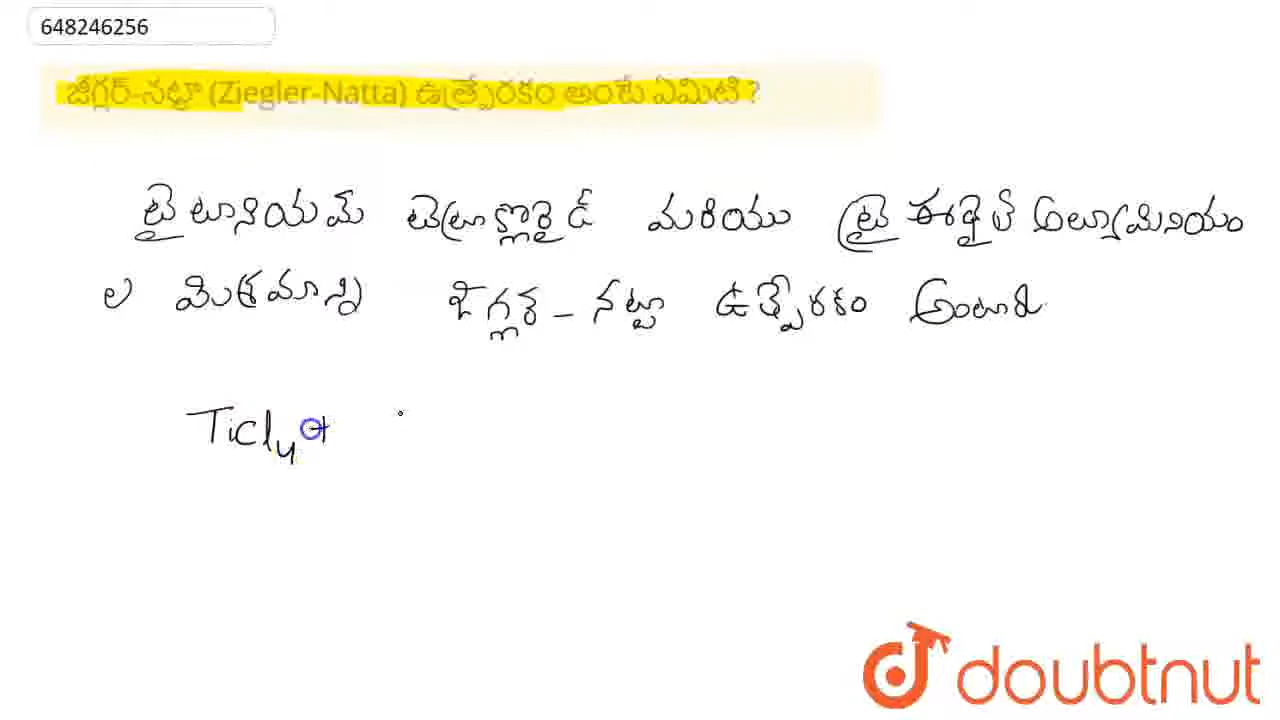 648246256
జీగ్లర్-నట్టా (Ziegler-Natta) ఉత్ప్రేరకం అంటే ఏమిటి?
టైటానియమ్ టెట్రాక్లోరైడ్ మరియు ట్రై ఈథైల్ అల్యూమినియం
ల మిశ్రమాన్ని జీగ్లర్ - నట్టా ఉత్ప్రేరకం అంటారు
Ticl4 +
doubtnut